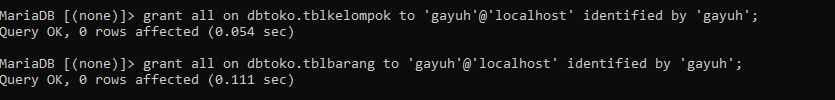 MariaDB [(none)]> grant all on dbtoko.tblkelompok to 'gayuh'@'localhost' identified by 'gayuh';
Query OK, 0 rows affected (0.054 sec)
MariaDB [(none)]> grant all on dbtoko.tblbarang to 'gayuh'@'localhost' identified by 'gayuh';
Query OK, 0 rows affected (0.111 sec)